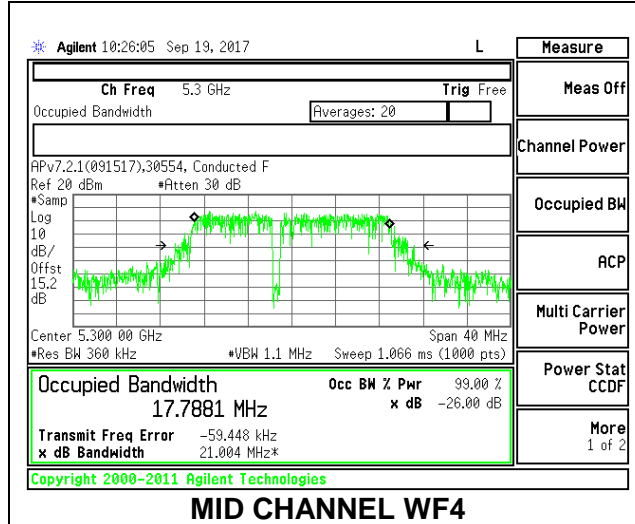 Agilent 10:26:05 Sep 19, 2017 L
Measure
Ch Freq 5.3 GHz Trig Free
Occupied Bandwidth Averages: 20
Meas Off
Channel Power
Occupied BW
ACP
Multi Carrier
Power
Power Stat
CCDF
More
1 of 2
APv7.2.1(091517),30554, Conducted F
Ref 20 dBm #Atten 30 dB
#Samp
Log
10
dB/
Offst
15.2
dB
Center 5.300 00 GHz Span 40 MHz
#Res BW 360 kHz #VBW 1.1 MHz Sweep 1.066 ms (1000 pts)
Occupied Bandwidth Occ BW % Pwr 99.00 %
17.7881 MHz x dB -26.00 dB
Transmit Freq Error -59.448 kHz
x dB Bandwidth 21.004 MHz*
Copyright 2000-2011 Agilent Technologies
MID CHANNEL WF4